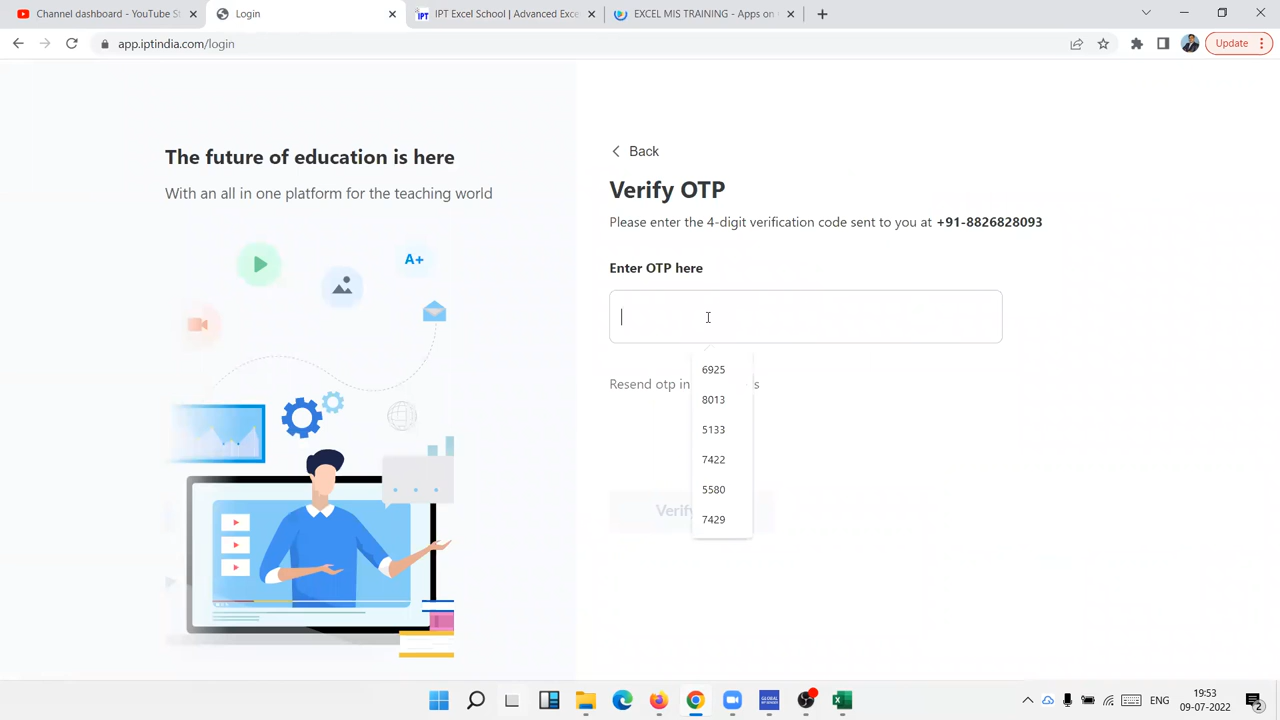 Channel dashboard - YouTube St
Login
IPT Excel School | Advanced Exce
EXCEL MIS TRAINING - Apps on
app.iptindia.com/login
Update
The future of education is here
With an all in one platform for the teaching world
A+
Back
Verify OTP
Please enter the 4-digit verification code sent to you at +91-8826828093
Enter OTP here
6925
Resend otp in
8013
5133
7422
5580
Verify
7429
ENG
19:53
09-07-2022
2